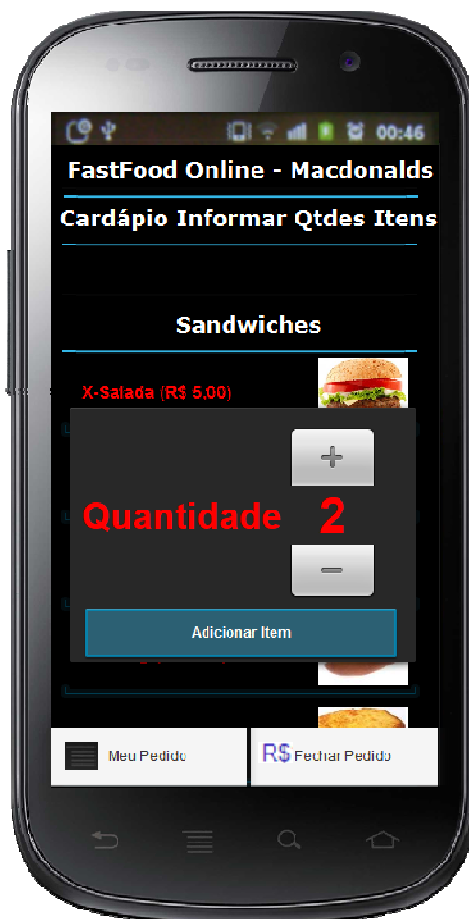 00:46
FastFood Online - Macdonalds
Cardápio Informar Qtdes Itens
Sandwiches
X-Salada (R$ 5.00)
+
Quantidade 2
-
Adicionar Item
Meu Pedido
R$ Fechar Pedido